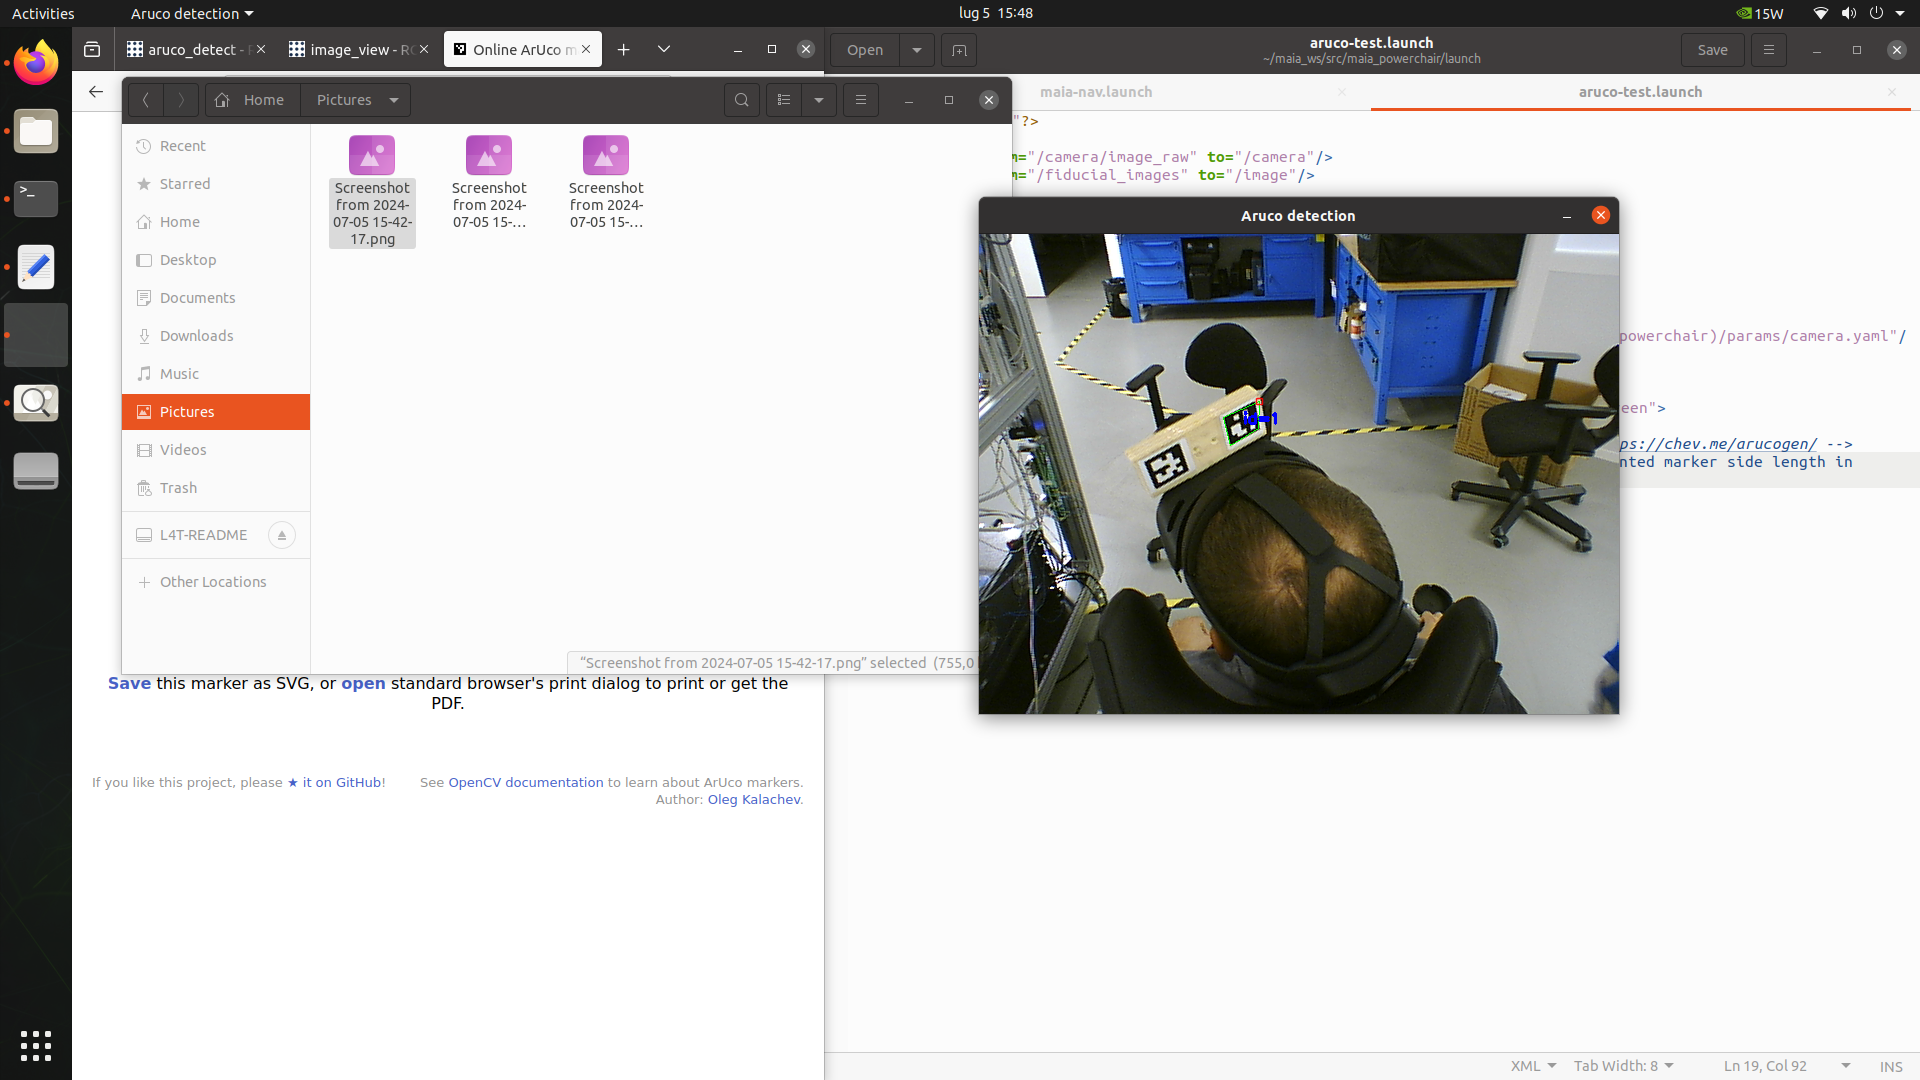 Activities
Aruco detection
lug 5 15:48
15W
aruco_detect -
image_view - RO
Online ArUco m
Open
aruco-test.launch
~/maia_ws/src/maia_powerchair/launch
Save
maia-nav.launch
aruco-test.launch
Home
Pictures
Recent
Starred
Home
Desktop
Documents
Downloads
Music
Pictures
Videos
Trash
L4T-README
Other Locations
Screenshot
from 2024-
07-05 15-42-
17.png
Screenshot
from 2024-
07-05 15-…
Screenshot
from 2024-
07-05 15-…
“Screenshot from 2024-07-05 15-42-17.png” selected (755,0
"?>
="/camera/image_raw" to="/camera"/>
="/fiducial_images" to="/image"/>
Aruco detection
powerchair)/params/camera.yaml"/
een">
ps://chev.me/arucogen/ -->
nted marker side length in
Save this marker as SVG, or open standard browser's print dialog to print or get the
PDF.
If you like this project, please ★ it on GitHub!
See OpenCV documentation to learn about ArUco markers.
Author: Oleg Kalachev.
XML
Tab Width: 8
Ln 19, Col 92
INS